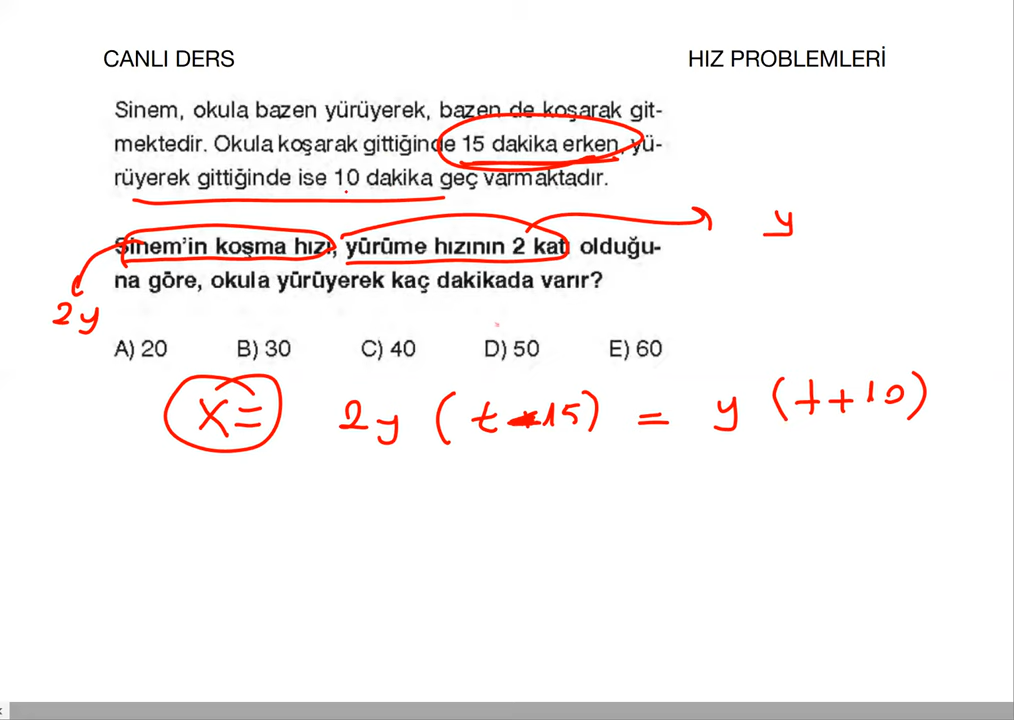 CANLI DERS HIZ PROBLEMLERİ
Sinem, okula bazen yürüyerek, bazen de koşarak git-
mektedir. Okula koşarak gittiğinde 15 dakika erken, yü-
rüyerek gittiğinde ise 10 dakika geç varmaktadır.
y
Sinem'in koşma hızı, yürüme hızının 2 katı olduğu-
na göre, okula yürüyerek kaç dakikada varır?
2y
A) 20 B) 30 C) 40 D) 50 E) 60
x= 2y (t-15) = y (t+10)